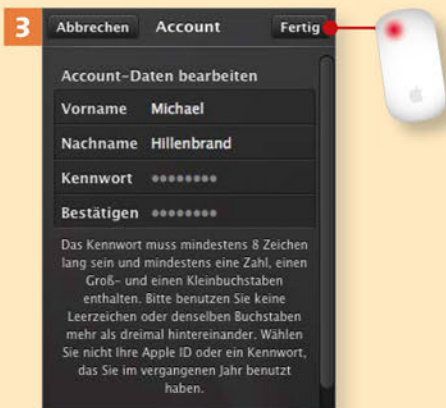 3
Abbrechen Account Fertig
Account-Daten bearbeiten
Vorname Michael
Nachname Hillenbrand
Kennwort ●●●●●●●●
Bestätigen ●●●●●●●●
Das Kennwort muss mindestens 8 Zeichen
lang sein und mindestens eine Zahl, einen
Groß- und einen Kleinbuchstaben
enthalten. Bitte benutzen Sie keine
Leerzeichen oder denselben Buchstaben
mehr als dreimal hintereinander. Wählen
Sie nicht Ihre Apple ID oder ein Kennwort,
das Sie im vergangenen Jahr benutzt
haben.